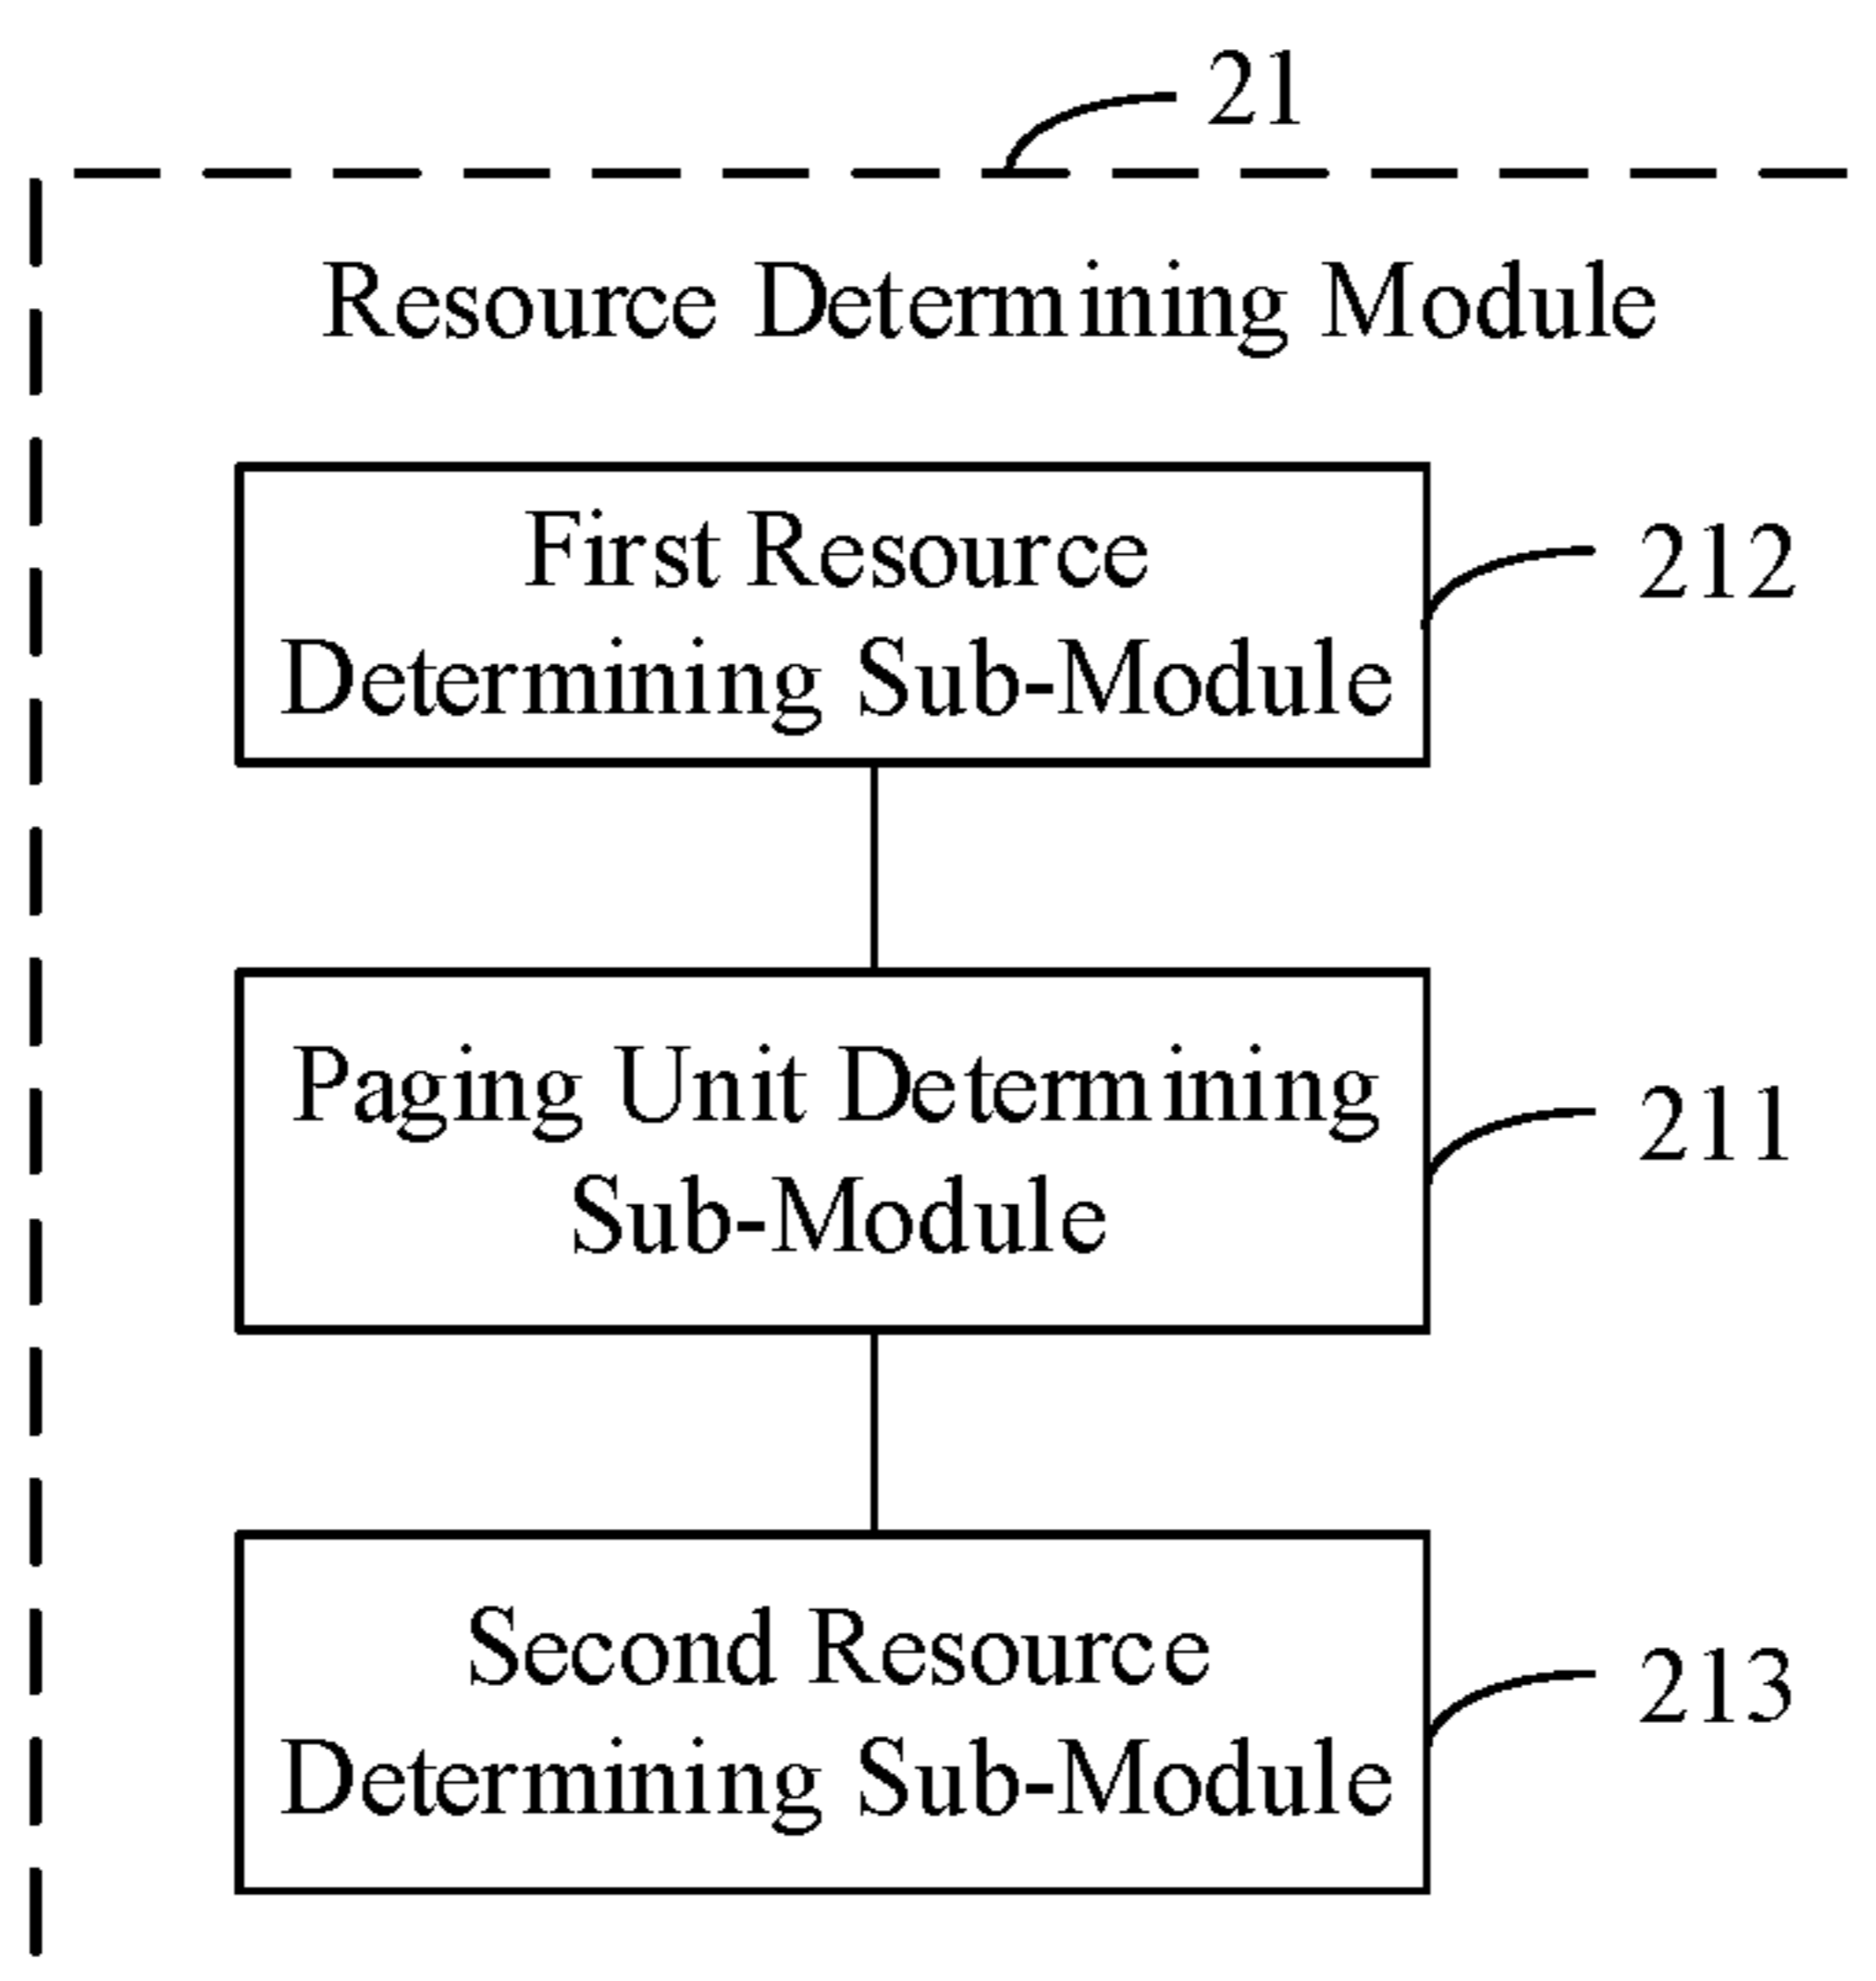 21
Resource Determining Module
First Resource
Determining Sub-Module
212
Paging Unit Determining
Sub-Module
211
Second Resource
Determining Sub-Module
213